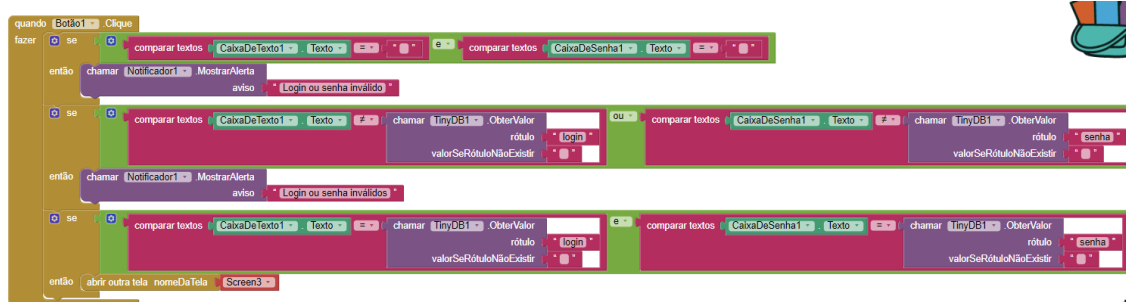 quando Botão1 .Clique
fazer se comparar textos CaixaDeTexto1 . Texto = " " e comparar textos CaixaDeSenha1 . Texto = " "
então chamar Notificador1 .MostrarAlerta
aviso " Login ou senha inválido "
se comparar textos CaixaDeTexto1 . Texto ≠ chamar TinyDB1 .ObterValor ou comparar textos CaixaDeSenha1 . Texto ≠ chamar TinyDB1 .ObterValor
rótulo " login " rótulo " senha "
valorSeRótuloNãoExistir " " valorSeRótuloNãoExistir " "
então chamar Notificador1 .MostrarAlerta
aviso " Login ou senha inválidos "
se comparar textos CaixaDeTexto1 . Texto = chamar TinyDB1 .ObterValor e comparar textos CaixaDeSenha1 . Texto = chamar TinyDB1 .ObterValor
rótulo " login " rótulo " senha "
valorSeRótuloNãoExistir " " valorSeRótuloNãoExistir " "
então abrir outra tela nomeDaTela Screen3